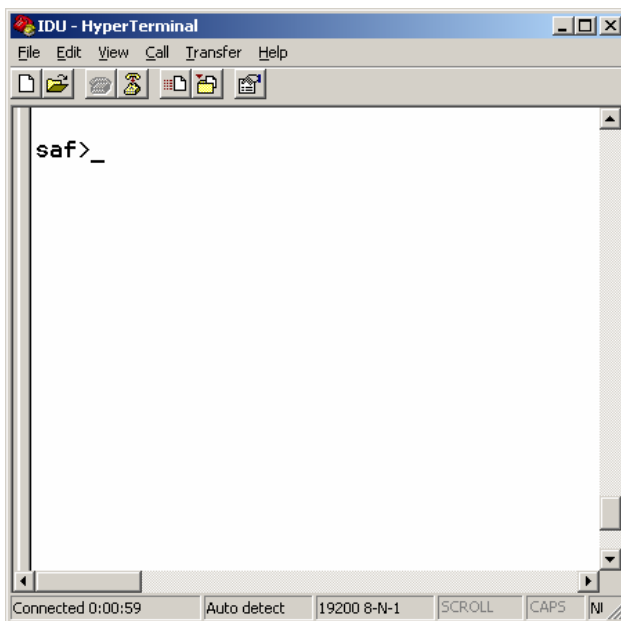 IDU - HyperTerminal
File Edit View Call Transfer Help
saf>_
Connected 0:00:59 Auto detect 19200 8-N-1 SCROLL CAPS NU